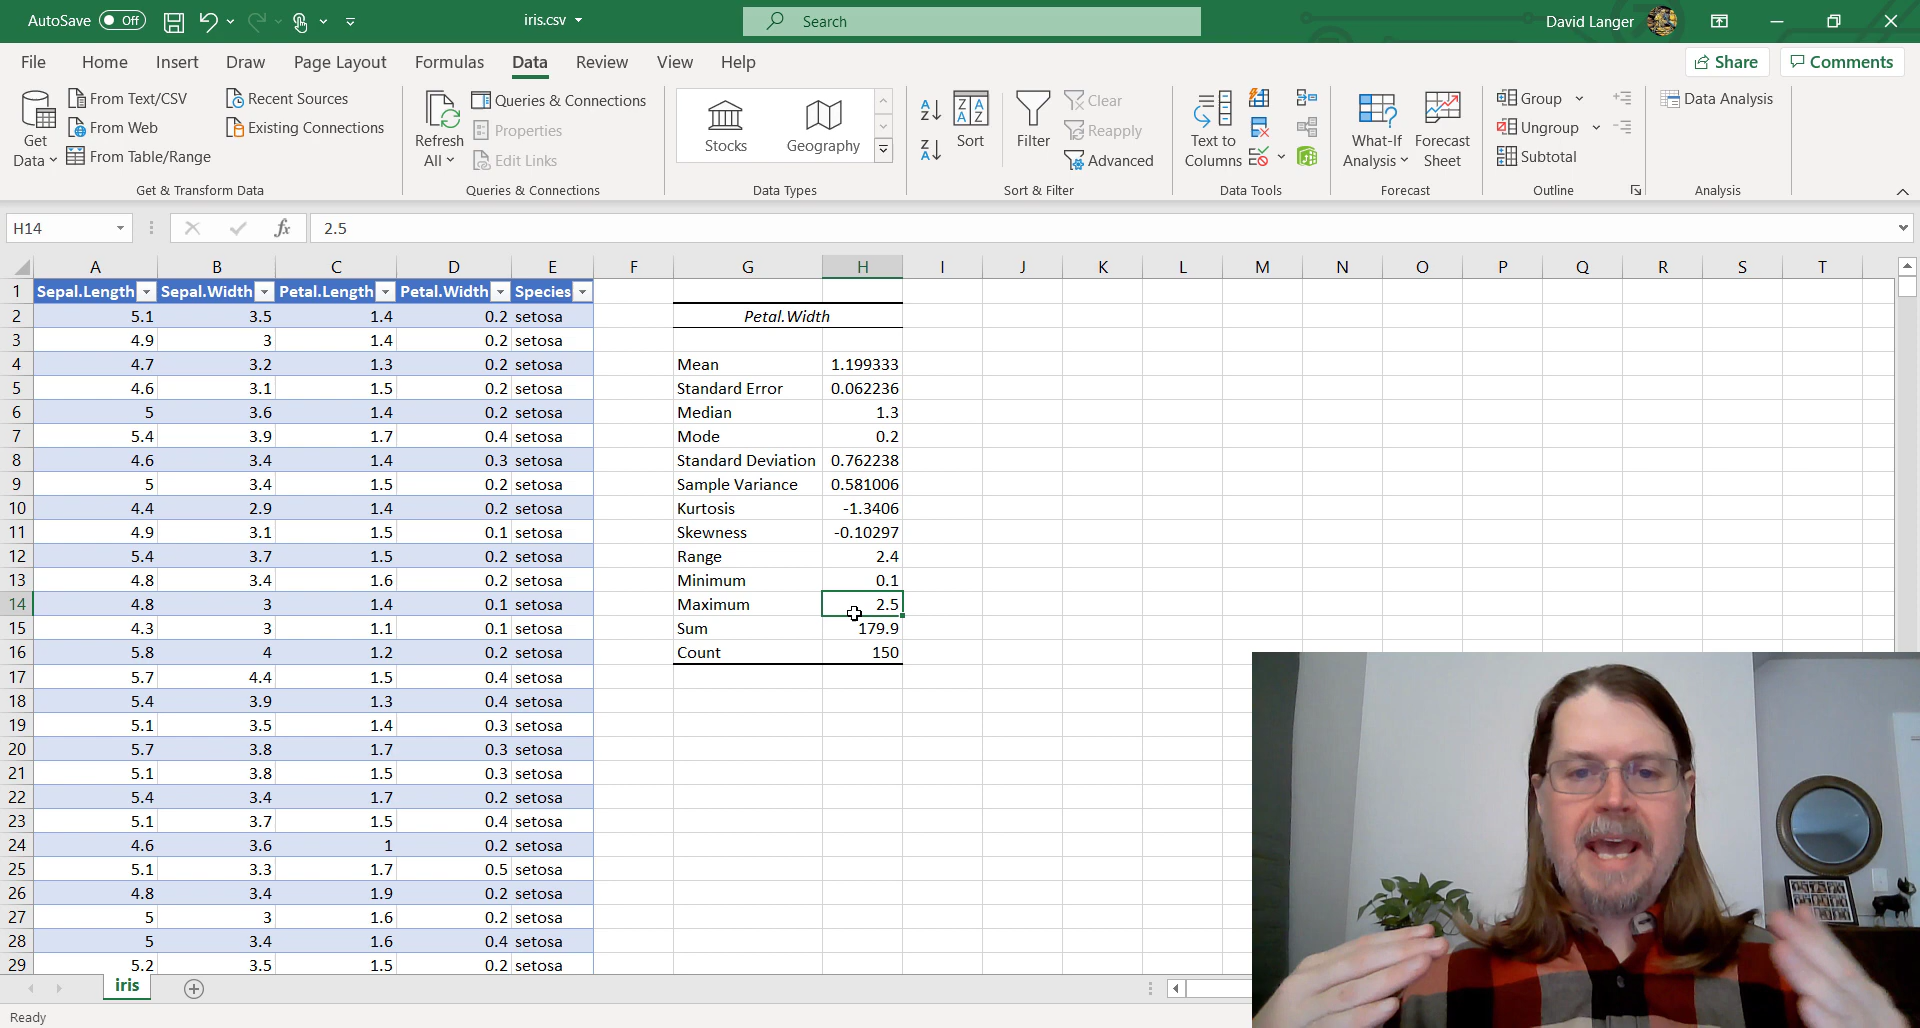 AutoSave Off iris.csv Search David Langer
File Home Insert Draw Page Layout Formulas Data Review View Help Share Comments
Get Data From Text/CSV From Web From Table/Range Recent Sources Existing Connections
Refresh All Queries & Connections Properties Edit Links
Stocks Geography
Sort Filter Clear Reapply Advanced
Text to Columns
What-If Analysis Forecast Sheet
Group Ungroup Subtotal
Data Analysis
Get & Transform Data Queries & Connections Data Types Sort & Filter Data Tools Forecast Outline Analysis
H14 fx 2.5
A B C D E F G H I J K L M N O P Q R S T
1 Sepal.Length Sepal.Width Petal.Length Petal.Width Species
2 5.1 3.5 1.4 0.2 setosa Petal.Width
3 4.9 3 1.4 0.2 setosa
4 4.7 3.2 1.3 0.2 setosa Mean 1.199333
5 4.6 3.1 1.5 0.2 setosa Standard Error 0.062236
6 5 3.6 1.4 0.2 setosa Median 1.3
7 5.4 3.9 1.7 0.4 setosa Mode 0.2
8 4.6 3.4 1.4 0.3 setosa Standard Deviation 0.762238
9 5 3.4 1.5 0.2 setosa Sample Variance 0.581006
10 4.4 2.9 1.4 0.2 setosa Kurtosis -1.3406
11 4.9 3.1 1.5 0.1 setosa Skewness -0.10297
12 5.4 3.7 1.5 0.2 setosa Range 2.4
13 4.8 3.4 1.6 0.2 setosa Minimum 0.1
14 4.8 3 1.4 0.1 setosa Maximum 2.5
15 4.3 3 1.1 0.1 setosa Sum 179.9
16 5.8 4 1.2 0.2 setosa Count 150
17 5.7 4.4 1.5 0.4 setosa
18 5.4 3.9 1.3 0.4 setosa
19 5.1 3.5 1.4 0.3 setosa
20 5.7 3.8 1.7 0.3 setosa
21 5.1 3.8 1.5 0.3 setosa
22 5.4 3.4 1.7 0.2 setosa
23 5.1 3.7 1.5 0.4 setosa
24 4.6 3.6 1 0.2 setosa
25 5.1 3.3 1.7 0.5 setosa
26 4.8 3.4 1.9 0.2 setosa
27 5 3 1.6 0.2 setosa
28 5 3.4 1.6 0.4 setosa
29 5.2 3.5 1.5 0.2 setosa
iris
Ready